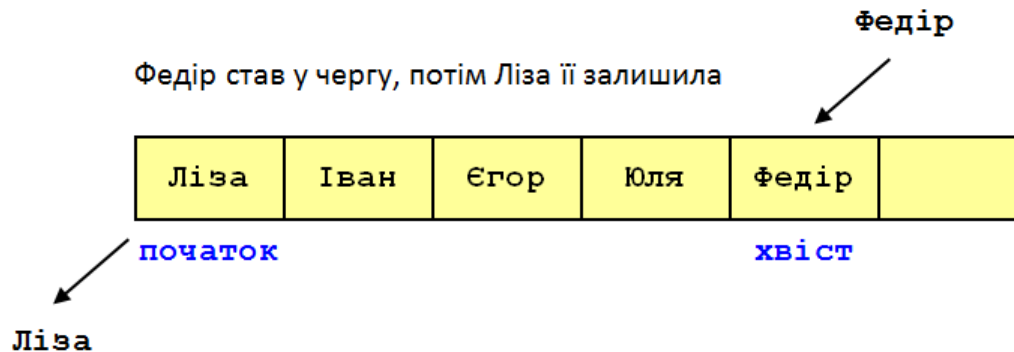 Федір
Федір став у чергу, потім Ліза її залишила
Ліза Іван Єгор Юля Федір
початок хвіст
Ліза